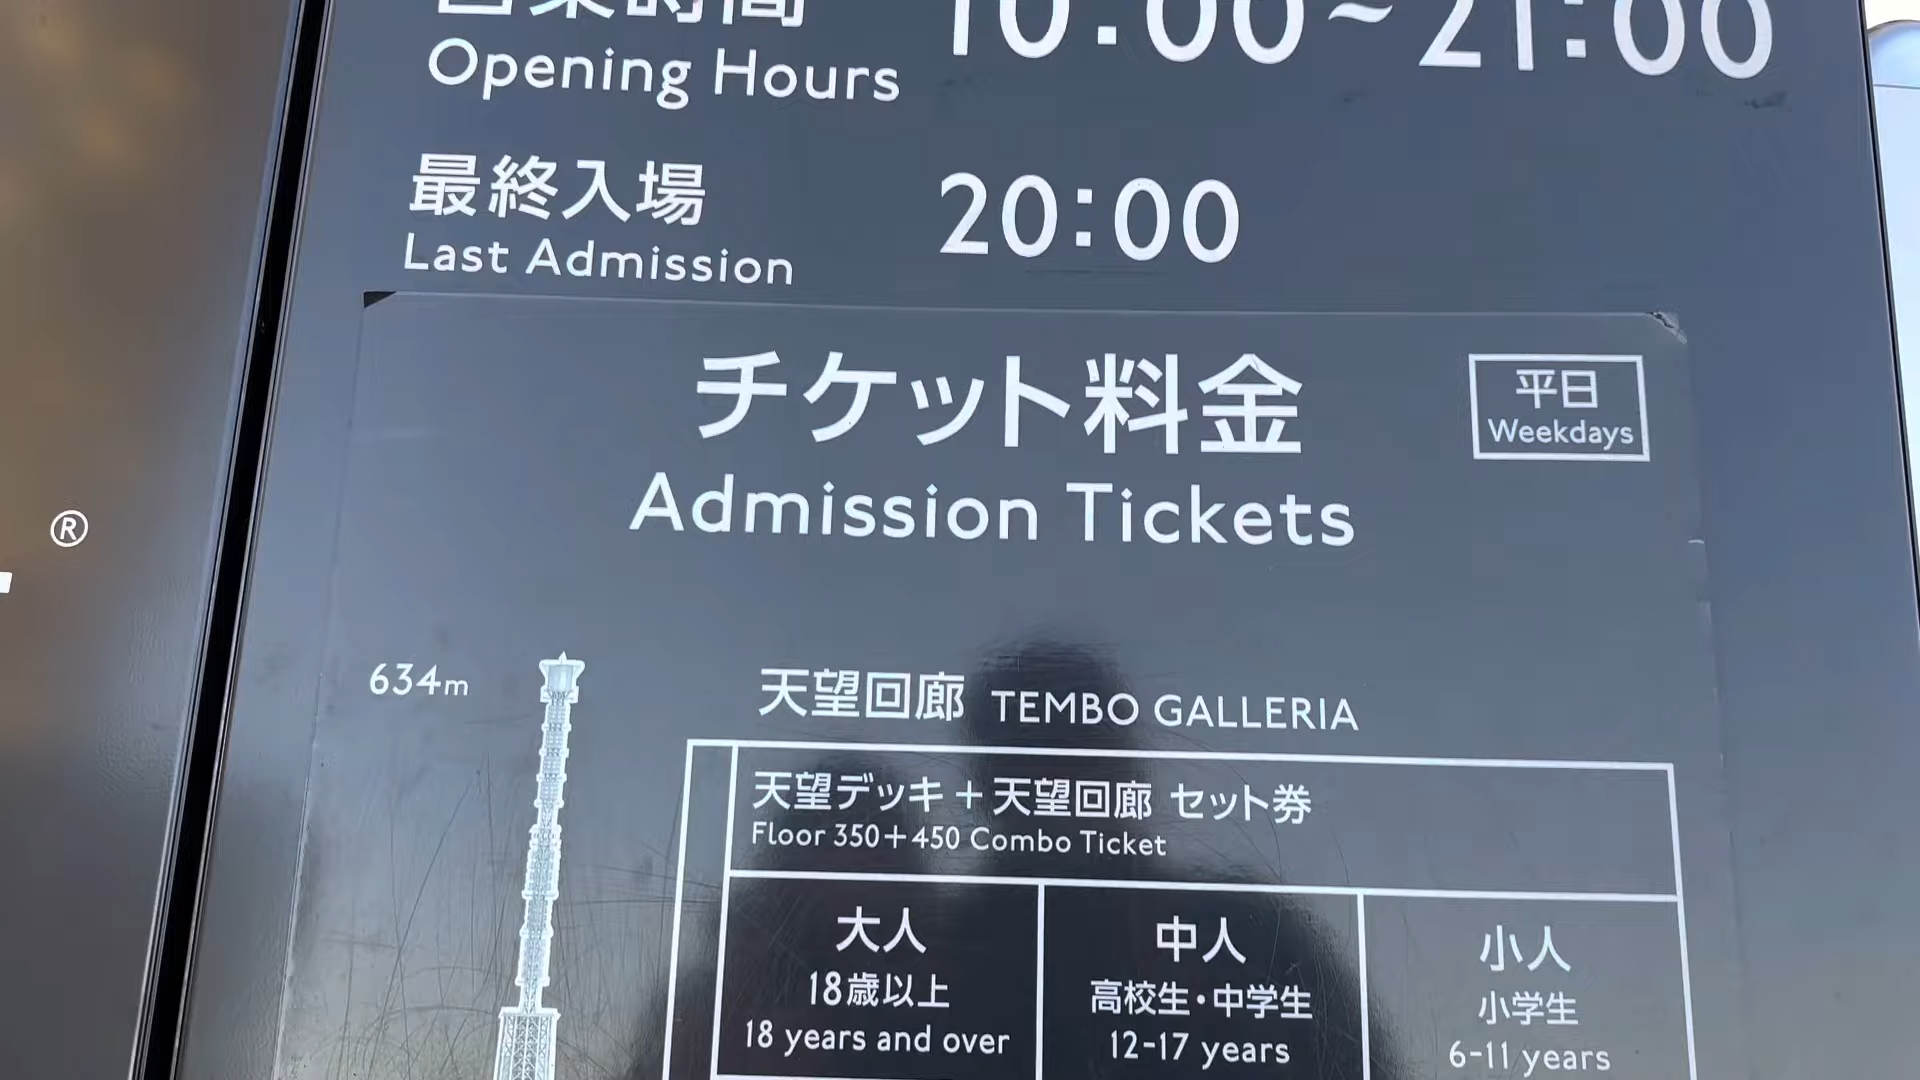 営業時間 10:00~21:00
Opening Hours
最終入場 20:00
Last Admission
チケット料金
平日
Weekdays
Admission Tickets
®
634m
天望回廊 TEMBO GALLERIA
天望デッキ+天望回廊 セット券
Floor 350+450 Combo Ticket
大人
18歳以上
18 years and over
中人
高校生・中学生
12-17 years
小人
小学生
6-11 years